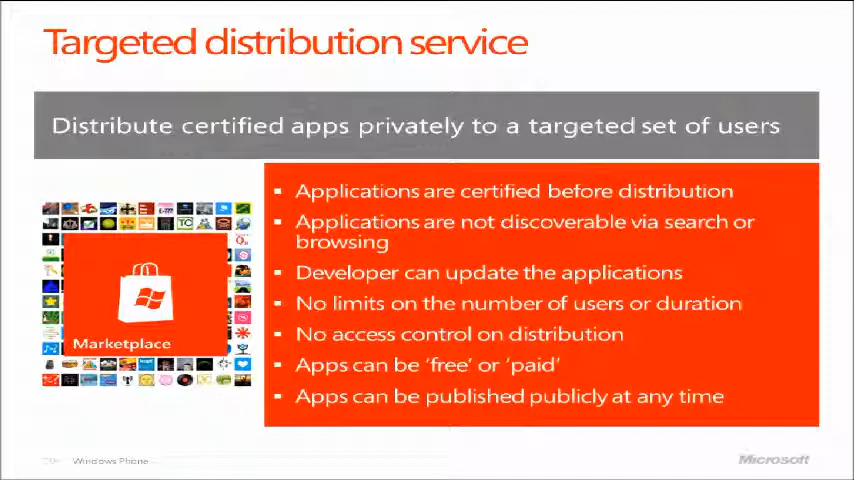 Targeted distribution service
Distribute certified apps privately to a targeted set of users
▪ Applications are certified before distribution
▪ Applications are not discoverable via search or
browsing
▪ Developer can update the applications
▪ No limits on the number of users or duration
▪ No access control on distribution
▪ Apps can be ‘free’ or ‘paid’
▪ Apps can be published publicly at any time
Marketplace
Windows Phone
Microsoft